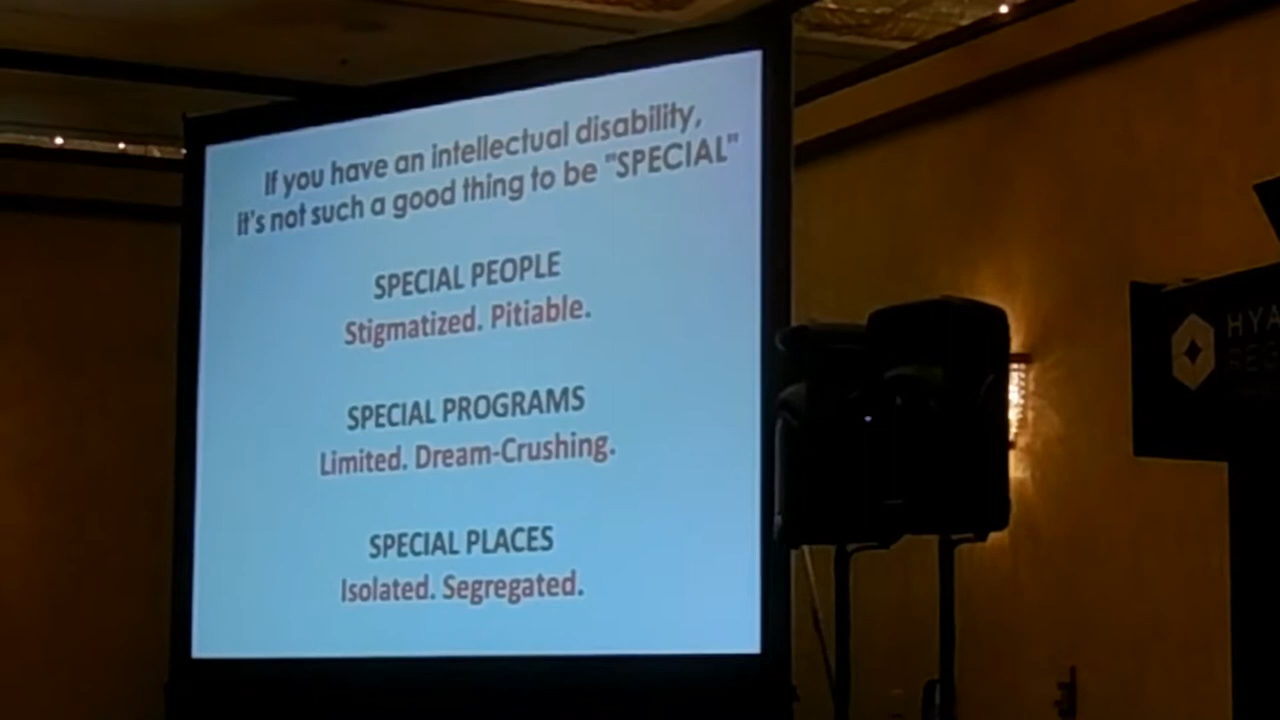 If you have an intellectual disability,
it's not such a good thing to be "SPECIAL"
SPECIAL PEOPLE
Stigmatized. Pitiable.
SPECIAL PROGRAMS
Limited. Dream-Crushing.
SPECIAL PLACES
Isolated. Segregated.